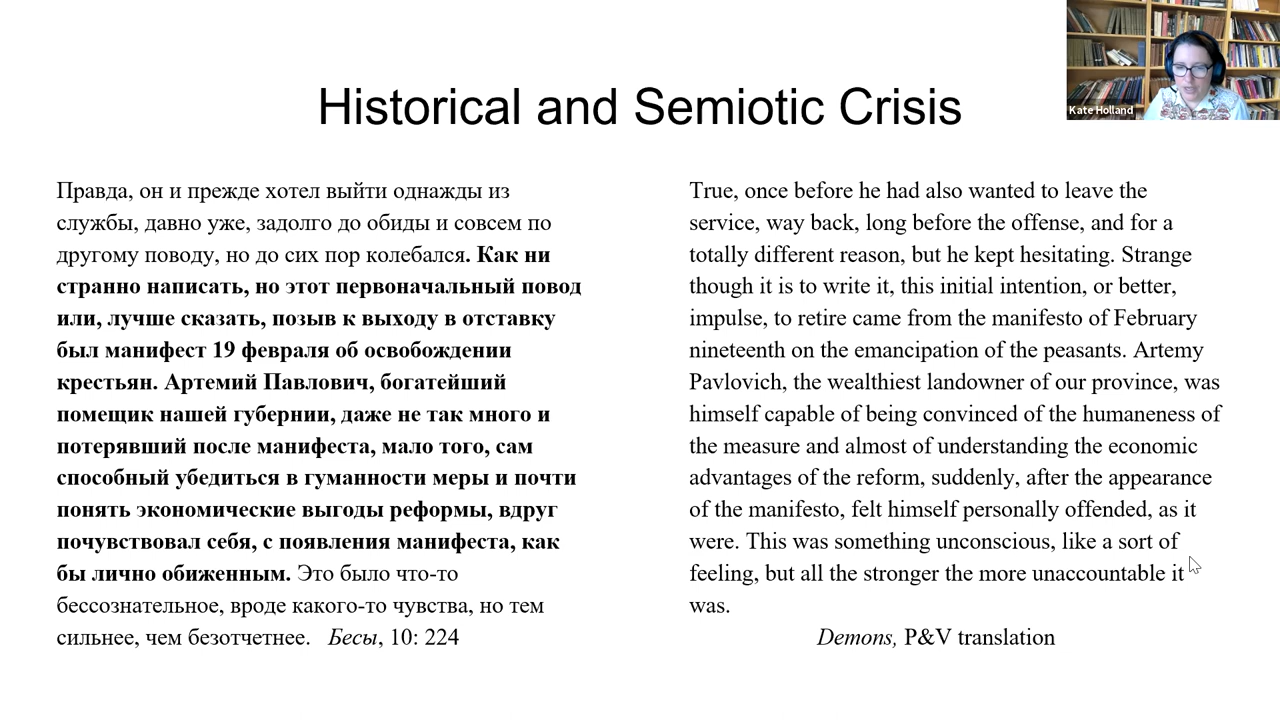 Kate Holland
Historical and Semiotic Crisis
Правда, он и прежде хотел выйти однажды из
службы, давно уже, задолго до обиды и совсем по
другому поводу, но до сих пор колебался. Как ни
странно написать, но этот первоначальный повод
или, лучше сказать, позыв к выходу в отставку
был манифест 19 февраля об освобождении
крестьян. Артемий Павлович, богатейший
помещик нашей губернии, даже не так много и
потерявший после манифеста, мало того, сам
способный убедиться в гуманности меры и почти
понять экономические выгоды реформы, вдруг
почувствовал себя, с появления манифеста, как
бы лично обиженным. Это было что-то
бессознательное, вроде какого-то чувства, но тем
сильнее, чем безотчетнее. Бесы, 10: 224
True, once before he had also wanted to leave the
service, way back, long before the offense, and for a
totally different reason, but he kept hesitating. Strange
though it is to write it, this initial intention, or better,
impulse, to retire came from the manifesto of February
nineteenth on the emancipation of the peasants. Artemy
Pavlovich, the wealthiest landowner of our province, was
himself capable of being convinced of the humaneness of
the measure and almost of understanding the economic
advantages of the reform, suddenly, after the appearance
of the manifesto, felt himself personally offended, as it
were. This was something unconscious, like a sort of
feeling, but all the stronger the more unaccountable it
was.
Demons, P&V translation